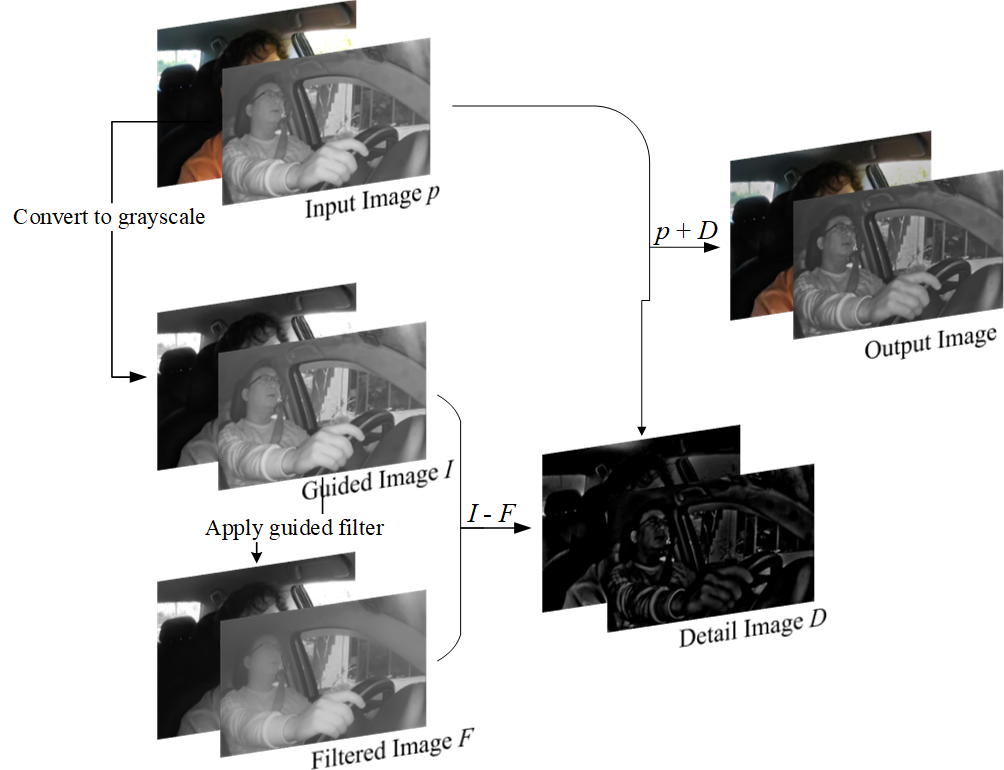 Input Image p
Convert to grayscale
p + D
Output Image
Guided Image I
I - F
Apply guided filter
Detail Image D
Filtered Image F